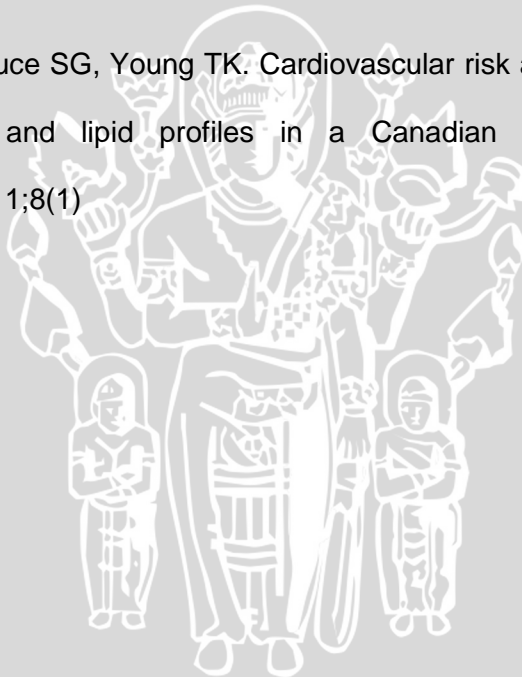 uce SG, Young TK. Cardiovascular risk a
and lipid profiles in a Canadian
1;8(1)